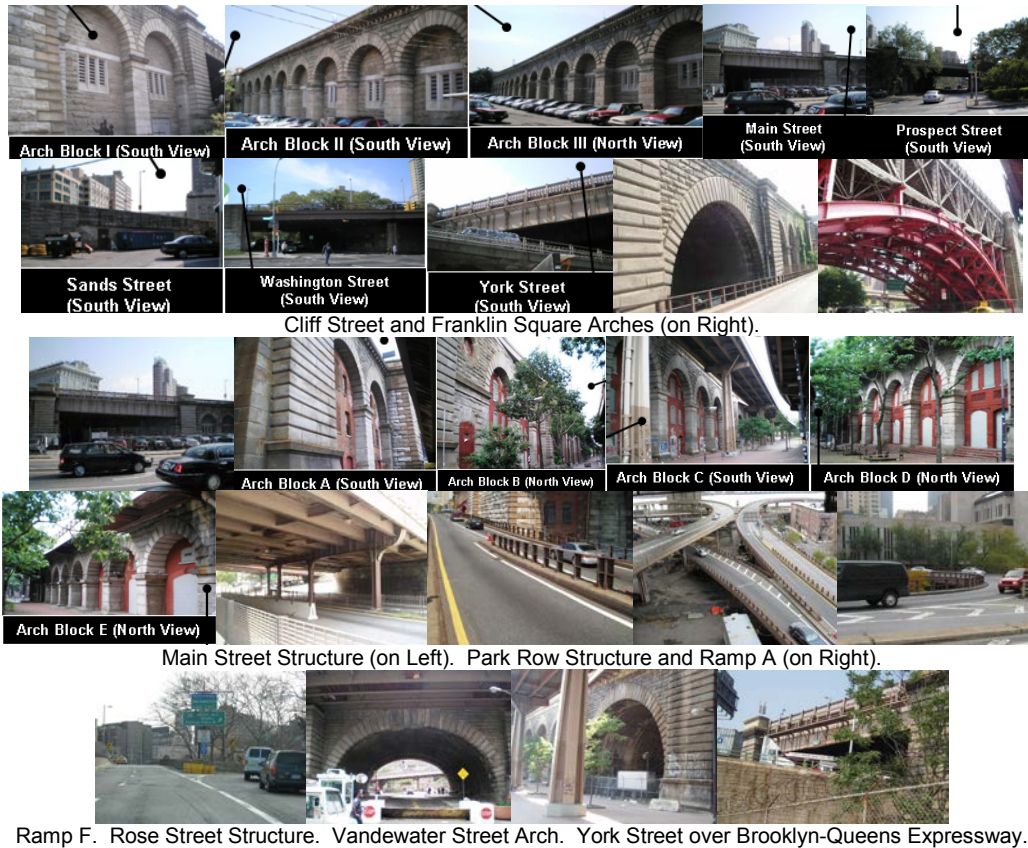 Arch Block I (South View)
Arch Block II (South View)
Arch Block III (North View)
Main Street
(South View)
Prospect Street
(South View)
Sands Street
(South View)
Washington Street
(South View)
York Street
(South View)
Cliff Street and Franklin Square Arches (on Right).
Arch Block A (South View)
Arch Block B (North View)
Arch Block C (South View)
Arch Block D (North View)
Arch Block E (North View)
Main Street Structure (on Left).  Park Row Structure and Ramp A (on Right).
Ramp F.  Rose Street Structure.  Vandewater Street Arch.  York Street over Brooklyn-Queens Expressway.